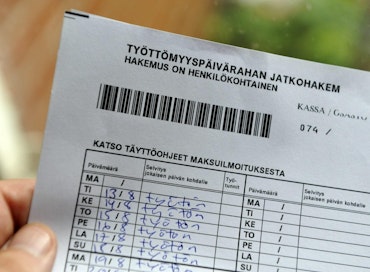 TYÖTTÖMYYSPÄIVÄRAHAN JATKOHAKEM
HAKEMUS ON HENKILÖKOHTAINEN
KASSA /
074 /
KATSO TÄYTTÖOHJEET MAKSUILMOITUKSESTA
Päivämäärä Selvitys jokaisen päivän kohdalle Työtunnit Päivämäärä Selvitys jokaisen päivän kohdalle
MA / MA /
TI 13/8 työtön TI /
KE 14/8 työtön KE /
TO 15/8 työtön TO /
PE 16/8 työtön PE /
LA 17/8 työtön LA /
SU 18/8 työtön SU /
MA 19/8 työtön MA
TI työtön